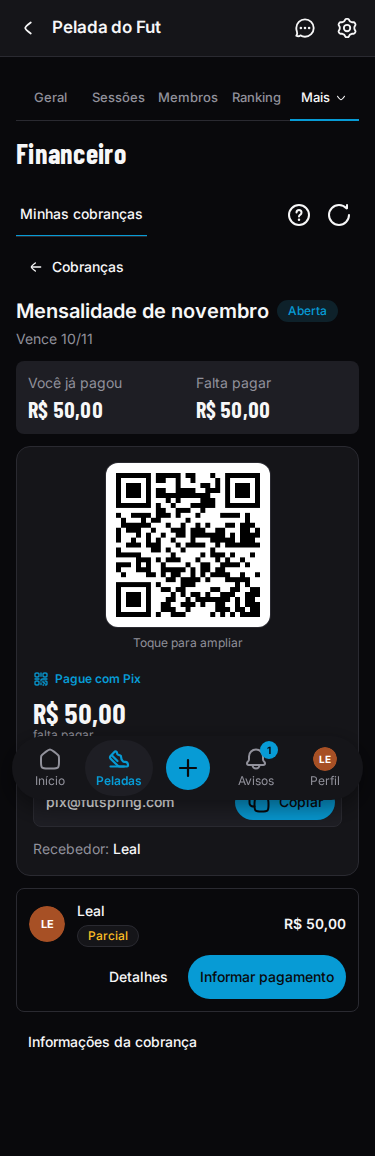 Pelada do Fut
Geral Sessões Membros Ranking Mais
Financeiro
Minhas cobranças
Cobranças
Mensalidade de novembro Aberta
Vence 10/11
Você já pagou Falta pagar
R$ 50,00 R$ 50,00
Toque para ampliar
Pague com Pix
R$ 50,00
falta pagar
1
LE
Início Peladas Avisos Perfil
pix@futspring.com Copiar
Recebedor: Leal
LE Leal R$ 50,00
Parcial
Detalhes Informar pagamento
Informações da cobrança